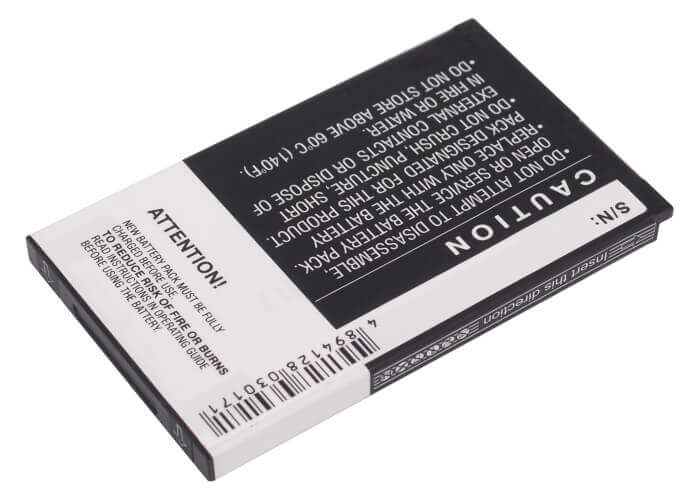 S/N:
CAUTION
•DO NOT ATTEMPT TO DISASSEMBLE,
OPEN OR SERVICE THE BATTERY PACK.
•REPLACE ONLY WITH THE BATTERY
PACK DESIGNATED FOR THIS PRODUCT.
•DO NOT CRUSH, PUNCTURE, SHORT
EXTERNAL CONTACTS OR DISPOSE OF
IN FIRE OR WATER.
•DO NOT STORE ABOVE 60°C (140°F).
ATTENTION!
NEW BATTERY PACK MUST BE FULLY
CHARGED BEFORE USE.
TO REDUCE RISK OF FIRE OR BURNS
READ INSTRUCTIONS IN OPERATING GUIDE
BEFORE USING THE BATTERY.
4 894128 030171
Insert this direction